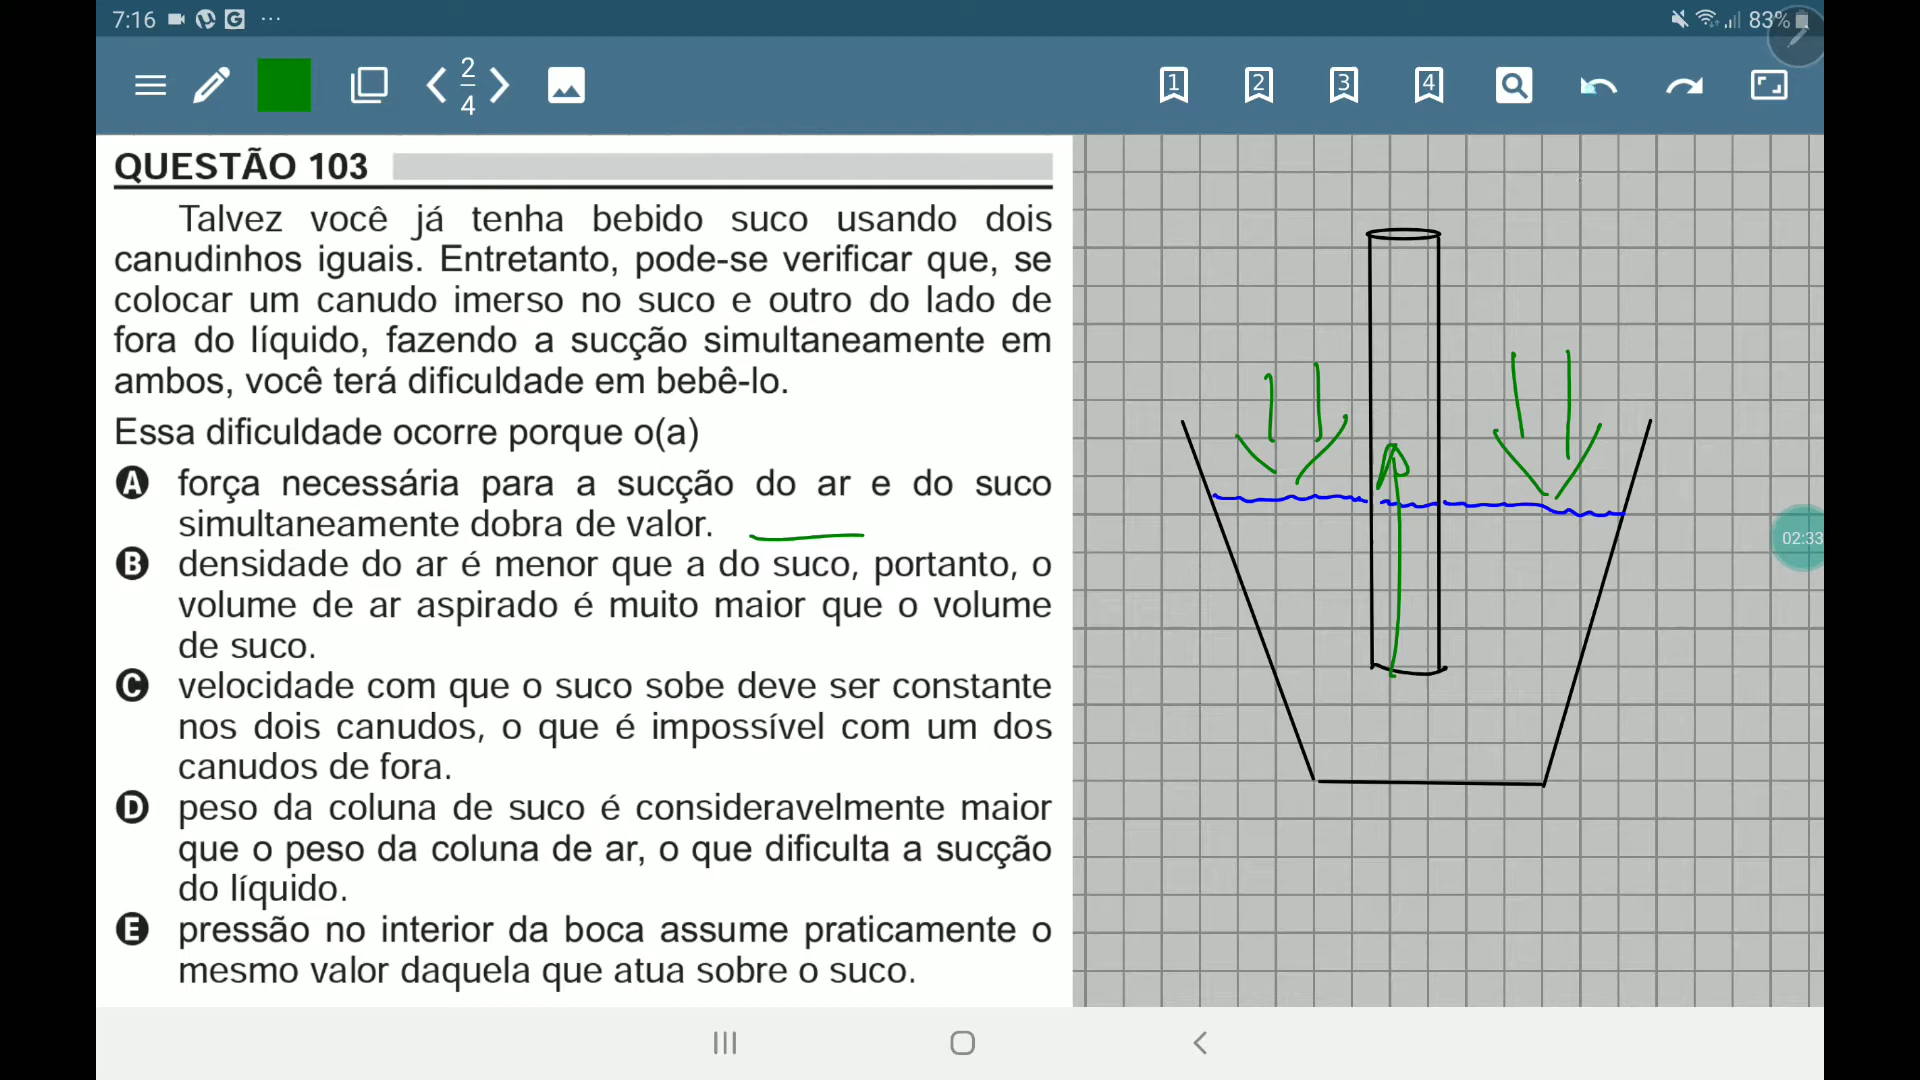 7:16
83%
2
4
1
2
3
4
QUESTÃO 103
Talvez você já tenha bebido suco usando dois
canudinhos iguais. Entretanto, pode-se verificar que, se
colocar um canudo imerso no suco e outro do lado de
fora do líquido, fazendo a sucção simultaneamente em
ambos, você terá dificuldade em bebê-lo.
Essa dificuldade ocorre porque o(a)
A força necessária para a sucção do ar e do suco
simultaneamente dobra de valor.
B densidade do ar é menor que a do suco, portanto, o
volume de ar aspirado é muito maior que o volume
de suco.
C velocidade com que o suco sobe deve ser constante
nos dois canudos, o que é impossível com um dos
canudos de fora.
D peso da coluna de suco é consideravelmente maior
que o peso da coluna de ar, o que dificulta a sucção
do líquido.
E pressão no interior da boca assume praticamente o
mesmo valor daquela que atua sobre o suco.
02:33